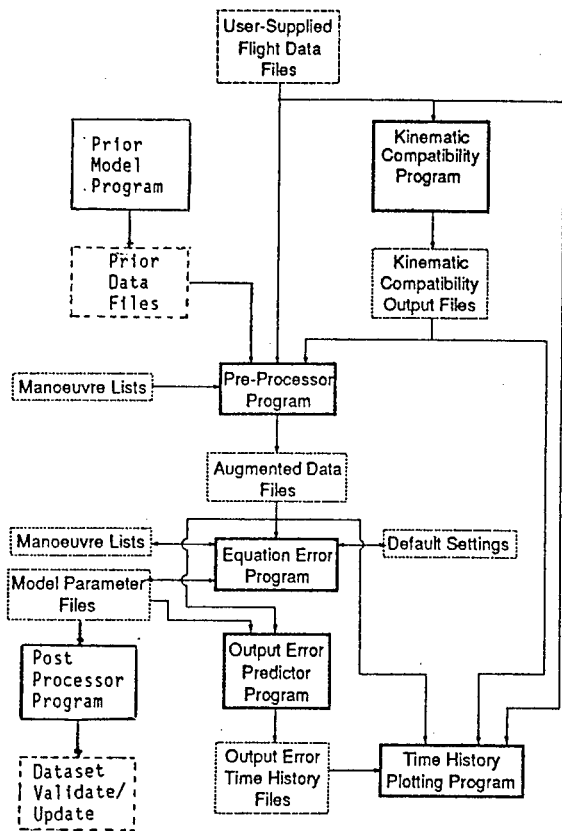 User-Supplied
Flight Data
Files
Prior
Model
Program
Kinematic
Compatibility
Program
Prior
Data
Files
Kinematic
Compatibility
Output Files
Manoeuvre Lists
Pre-Processor
Program
Augmented Data
Files
Manoeuvre Lists
Equation Error
Program
Default Settings
Model Parameter
Files
Post
Processor
Program
Output Error
Predictor
Program
Dataset
Validate/
Update
Output Error
Time History
Files
Time History
Plotting Program